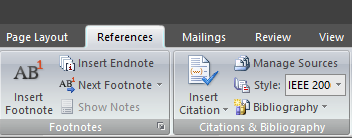 Page Layout References Mailings Review View
AB1 Insert Footnote
Insert Endnote
AB1 Next Footnote
Show Notes
Footnotes
Insert Citation
Manage Sources
Style: IEEE 200
Bibliography
Citations & Bibliography